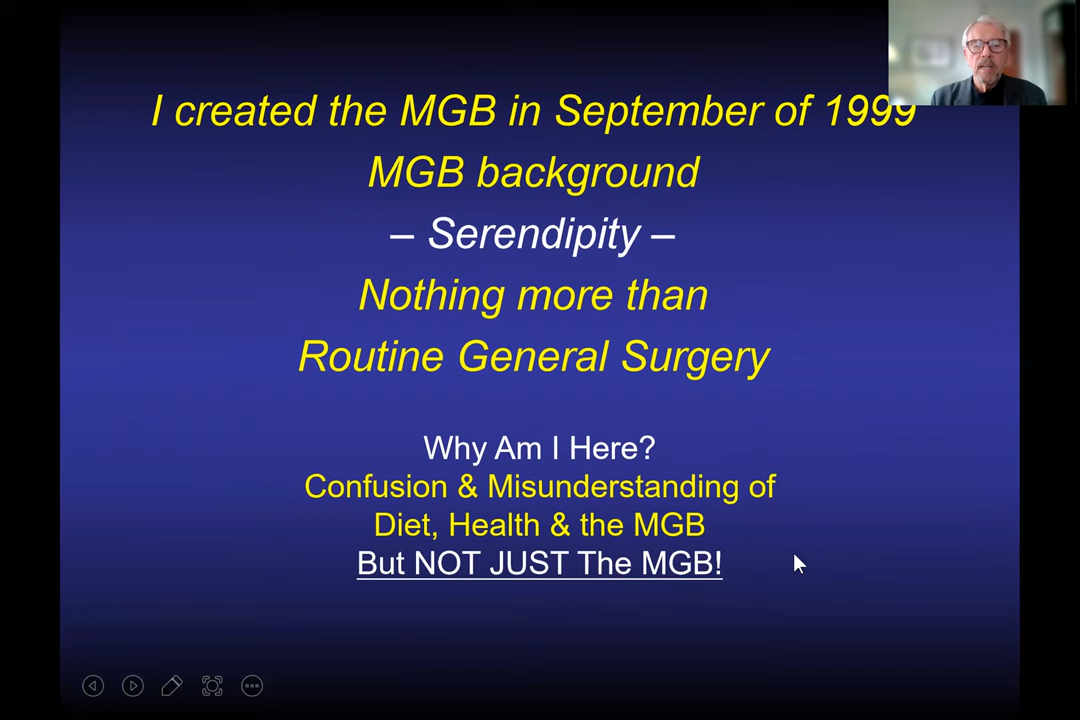 I created the MGB in September of 1999
MGB background
– Serendipity –
Nothing more than
Routine General Surgery
Why Am I Here?
Confusion & Misunderstanding of
Diet, Health & the MGB
But NOT JUST The MGB!